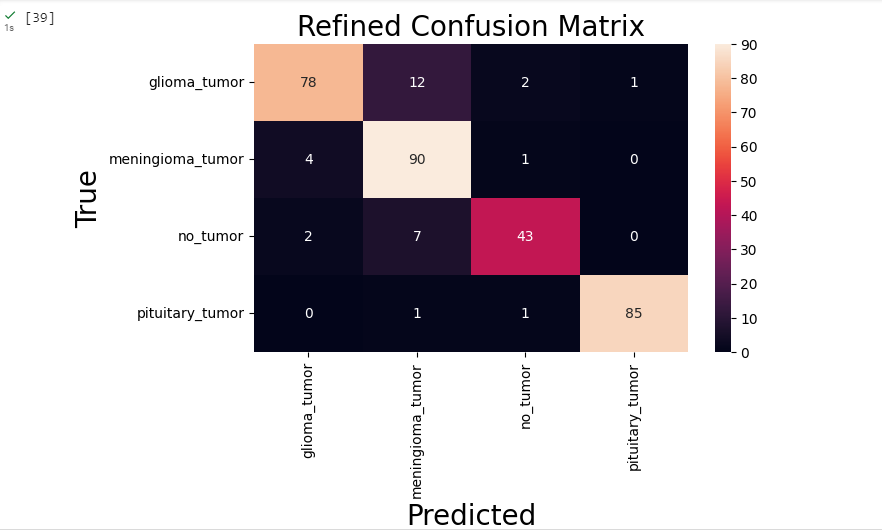 [39]
1s
Refined Confusion Matrix
True
glioma_tumor 78 12 2 1
meningioma_tumor 4 90 1 0
no_tumor 2 7 43 0
pituitary_tumor 0 1 1 85
glioma_tumor meningioma_tumor no_tumor pituitary_tumor
Predicted
90
80
70
60
50
40
30
20
10
0